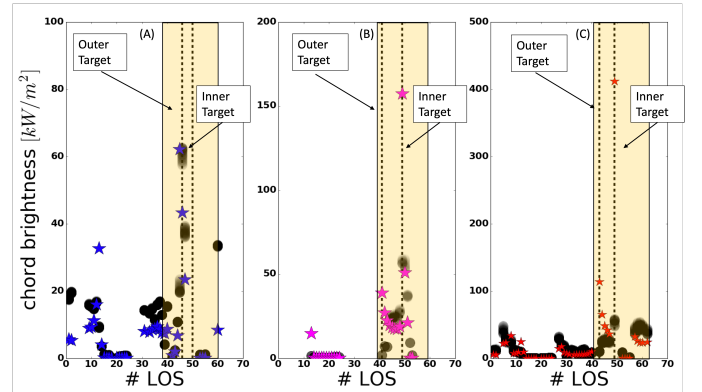 100
80
60
40
20
0
0 10 20 30 40 50 60 70
(A)
Outer
Target
Inner
Target
chord brightness [kW/m²]
# LOS
200
150
100
50
0
0 10 20 30 40 50 60 70
(B)
Outer
Target
Inner
Target
# LOS
500
400
300
200
100
0
0 10 20 30 40 50 60 70
(C)
Outer
Target
Inner
Target
# LOS